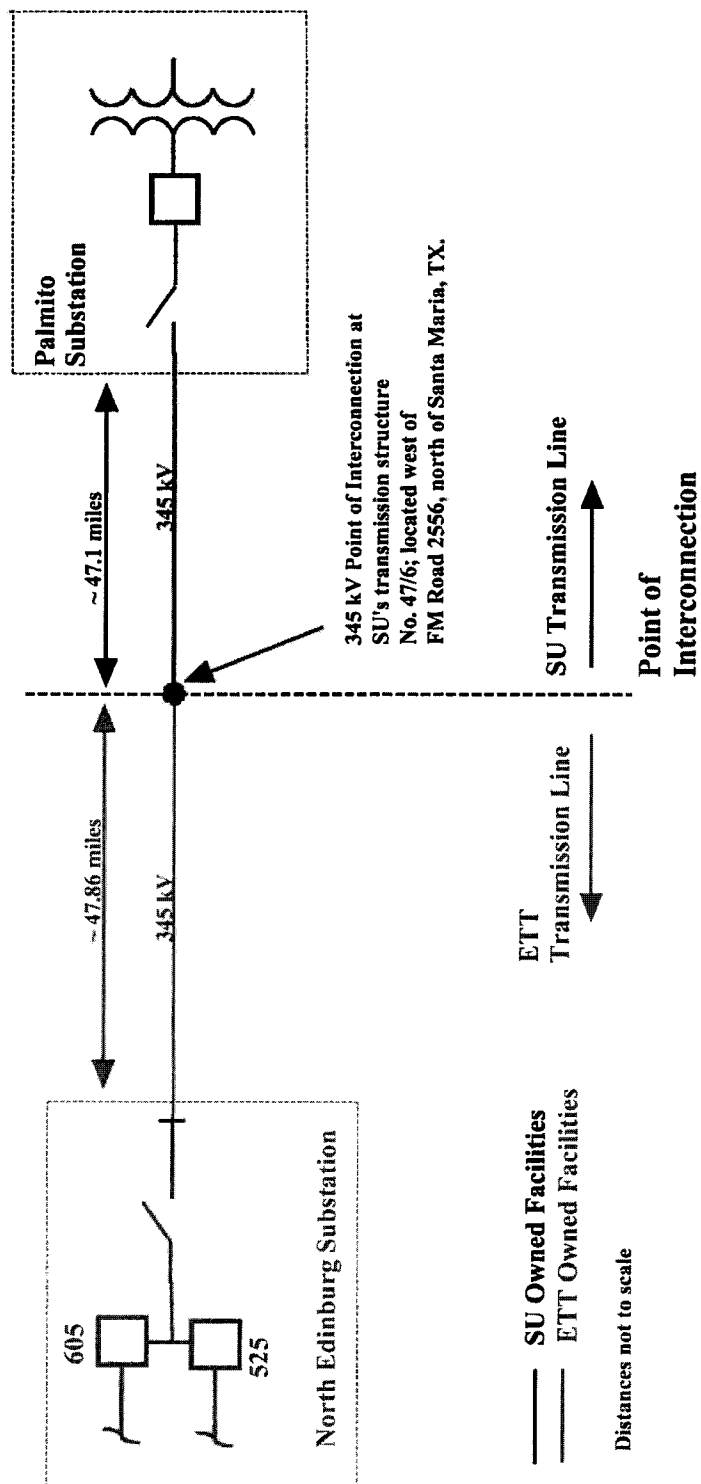 605
525
North Edinburg Substation
~ 47.86 miles
345 kV
~ 47.1 miles
345 kV
Palmito
Substation
345 kV Point of Interconnection at
SU's transmission structure
No. 47/6; located west of
FM Road 2556, north of Santa Maria, TX.
ETT
Transmission Line
SU Transmission Line
Point of
Interconnection
SU Owned Facilities
ETT Owned Facilities
Distances not to scale